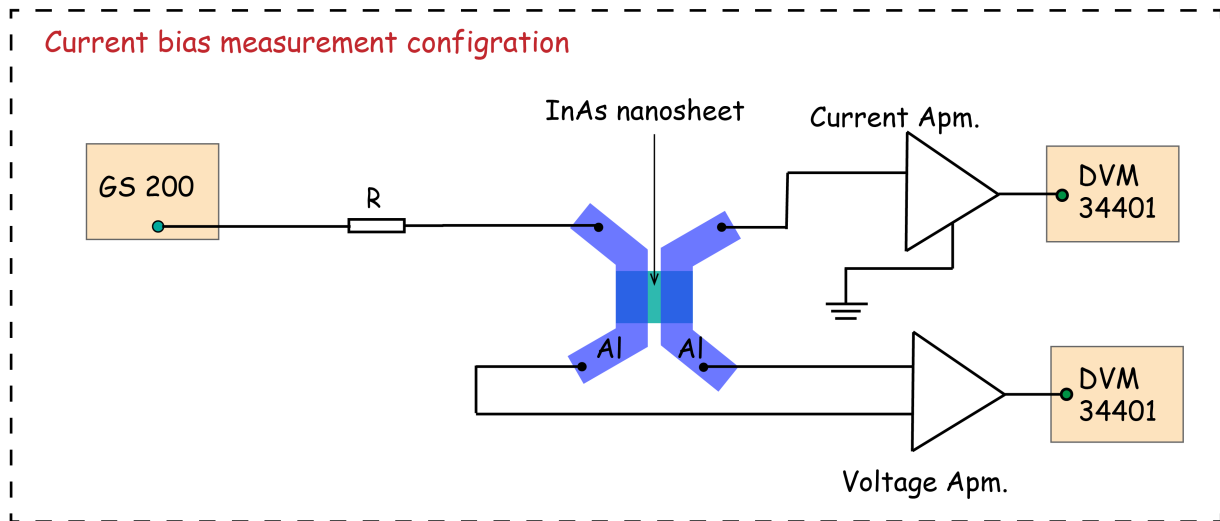 Current bias measurement configration
InAs nanosheet
Current Apm.
GS 200
R
DVM
34401
Al
Al
DVM
34401
Voltage Apm.